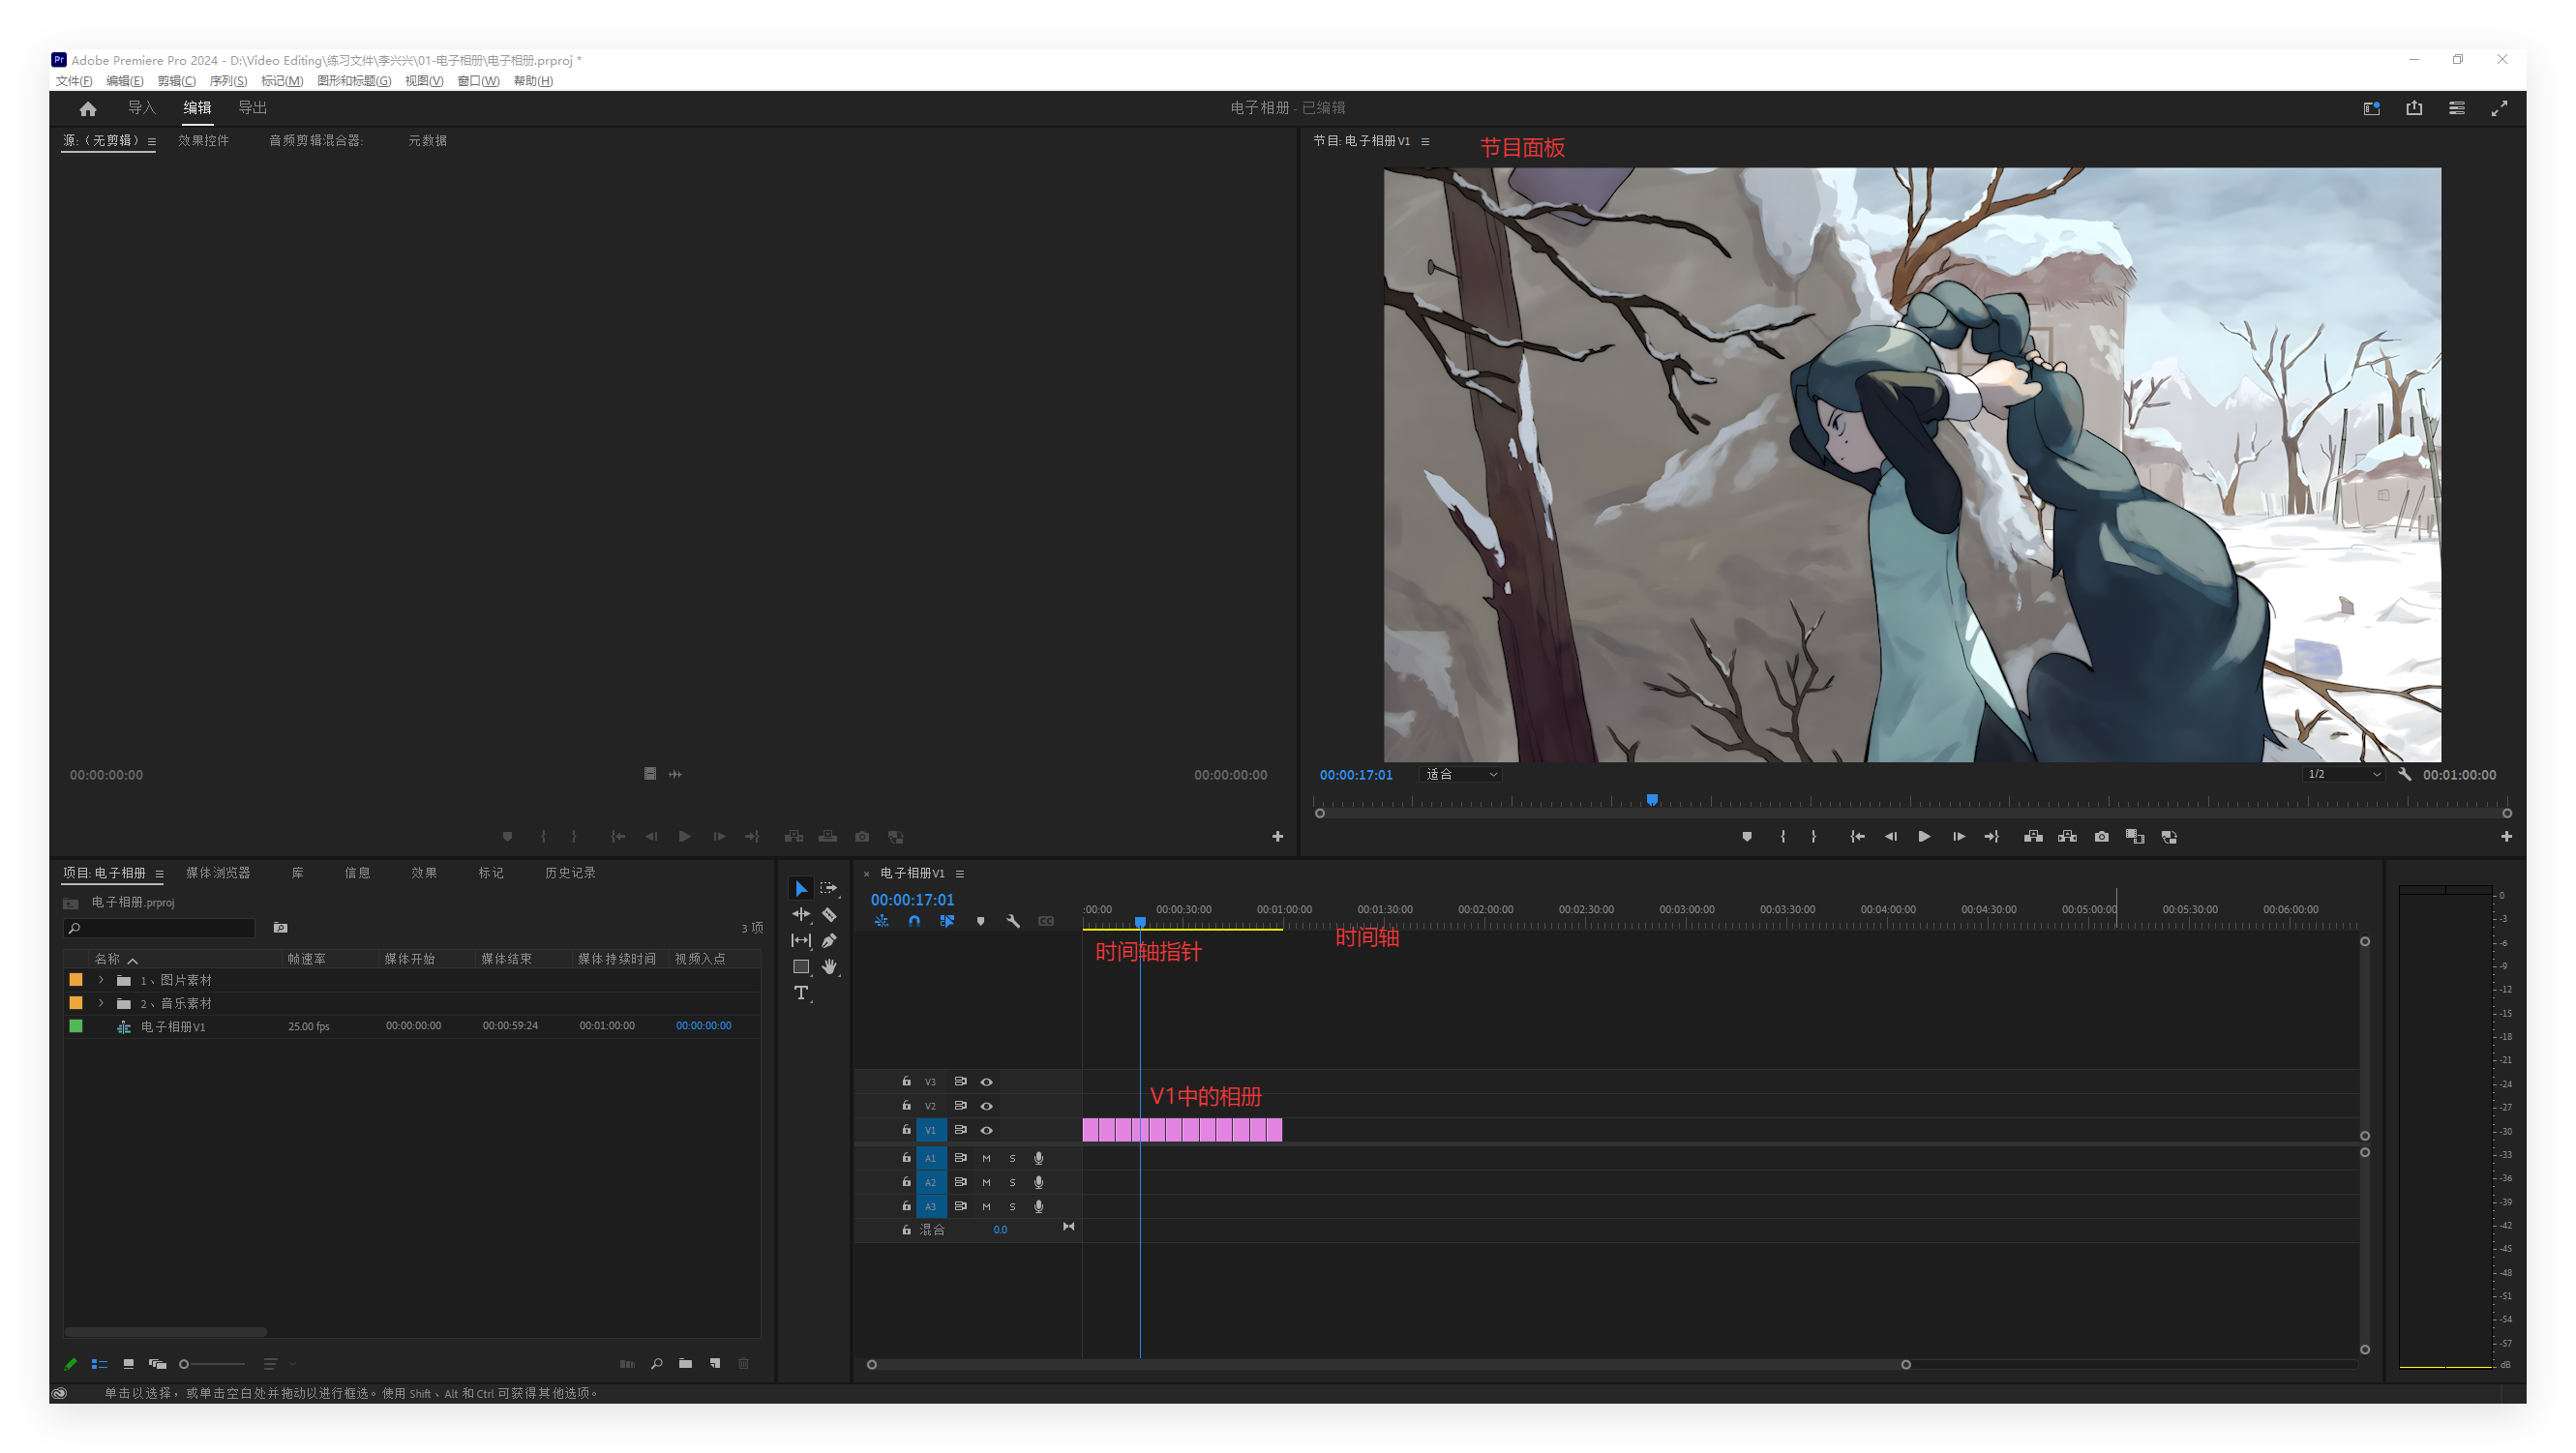 Adobe Premiere Pro 2024 - D:\Video Editing\练习文件\李兴兴\01-电子相册\电子相册.prproj *
文件(F) 编辑(E) 剪辑(C) 序列(S) 标记(M) 图形和标题(G) 视图(V) 窗口(W) 帮助(H)
导入 编辑 导出
电子相册 - 已编辑
源:（无剪辑） 效果控件 音频剪辑混合器: 元数据
节目: 电子相册V1
节目面板
00:00:00:00
00:00:00:00
00:00:17:01
适合
1/2
00:01:00:00
项目: 电子相册 媒体浏览器 库 信息 效果 标记 历史记录
电子相册.prproj
3 项
名称 帧速率 媒体开始 媒体结束 媒体持续时间 视频入点
1、图片素材
2、音乐素材
电子相册V1 25.00 fps 00:00:00:00 00:00:59:24 00:01:00:00 00:00:00:00
T
× 电子相册V1
00:00:17:01
:00:00 00:00:30:00 00:01:00:00 00:01:30:00 00:02:00:00 00:02:30:00 00:03:00:00 00:03:30:00 00:04:00:00 00:04:30:00 00:05:00:00 00:05:30:00 00:06:00:00
时间轴指针
时间轴
V3
V1中的相册
V2
V1
A1 M S
A2 M S
A3 M S
混合 0.0
0
-3
-6
-9
-12
-15
-18
-21
-24
-27
-30
-33
-36
-39
-42
-45
-48
-51
-54
-57
dB
单击以选择，或单击空白处并拖动以进行框选。使用 Shift、Alt 和 Ctrl 可获得其他选项。